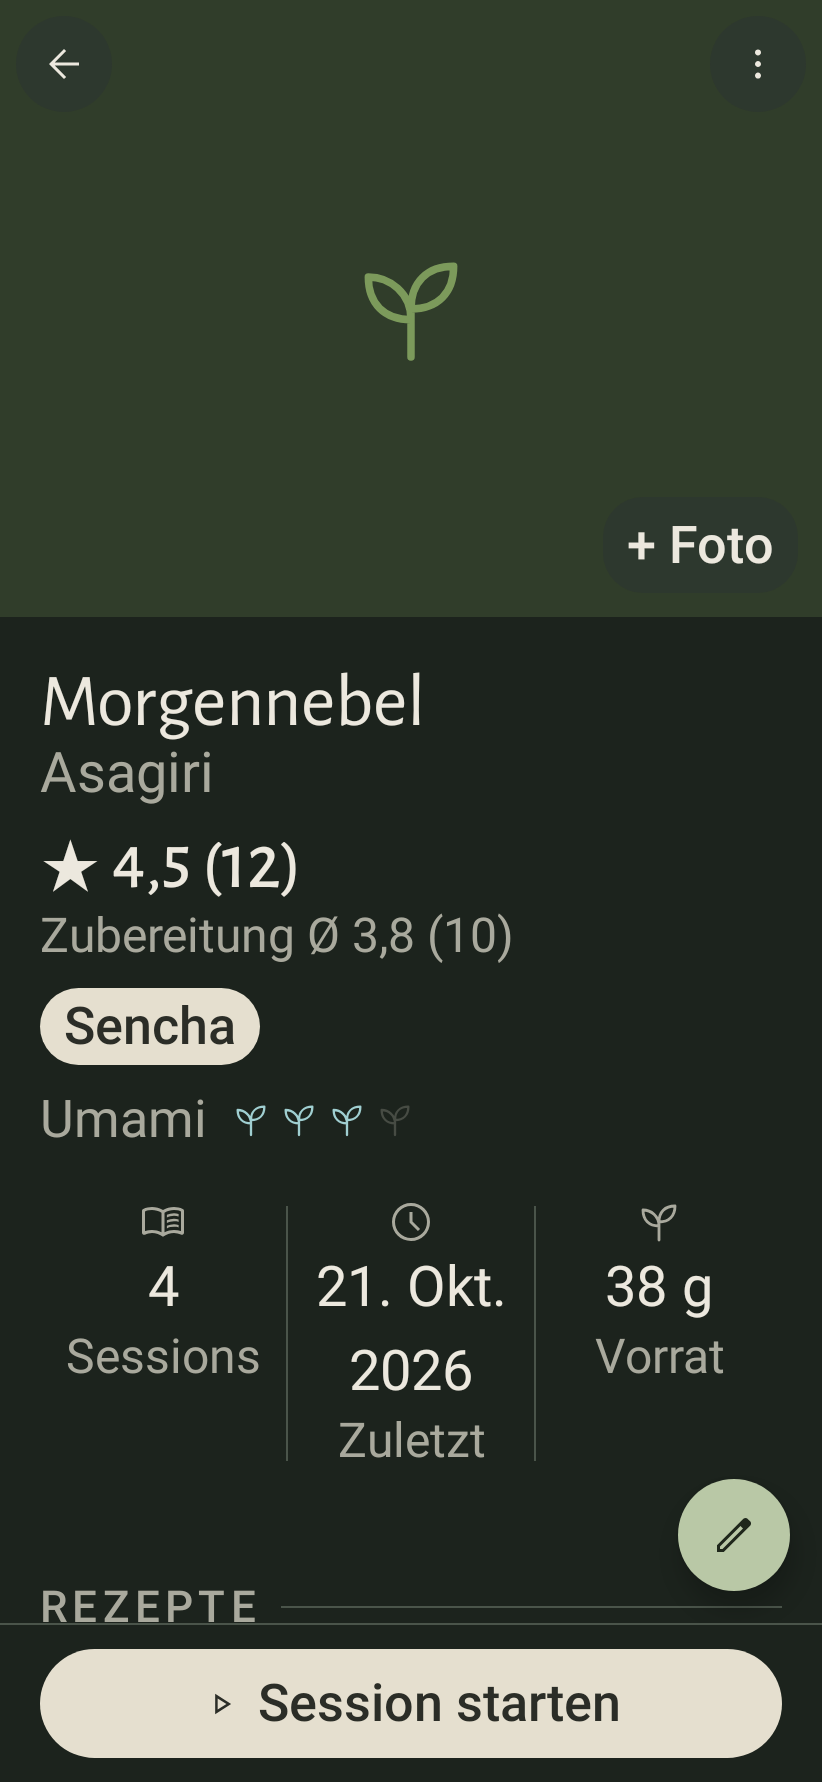 + Foto
Morgennebel
Asagiri
★ 4,5 (12)
Zubereitung Ø 3,8 (10)
Sencha
Umami
4
Sessions
21. Okt.
2026
Zuletzt
38 g
Vorrat
REZEPTE
Session starten